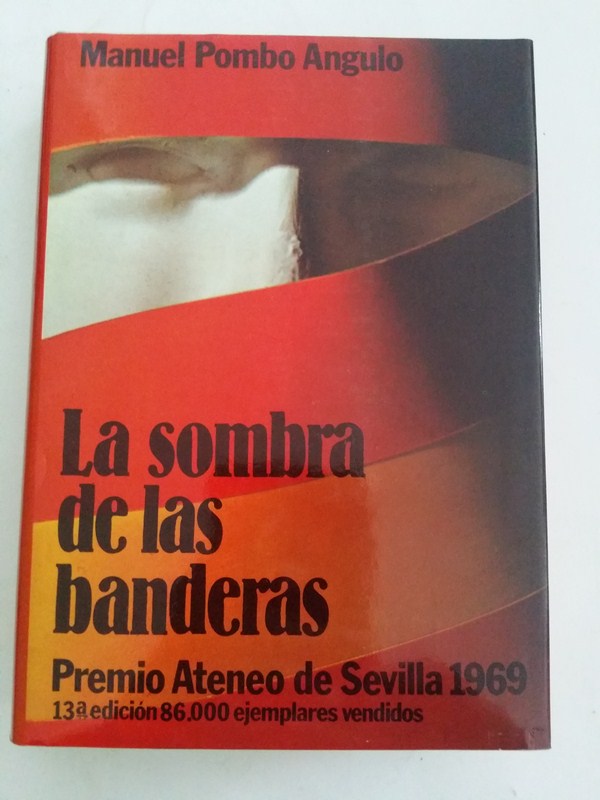 Manuel Pombo Angulo
La sombra
de las
banderas
Premio Ateneo de Sevilla 1969
13ª edición 86.000 ejemplares vendidos